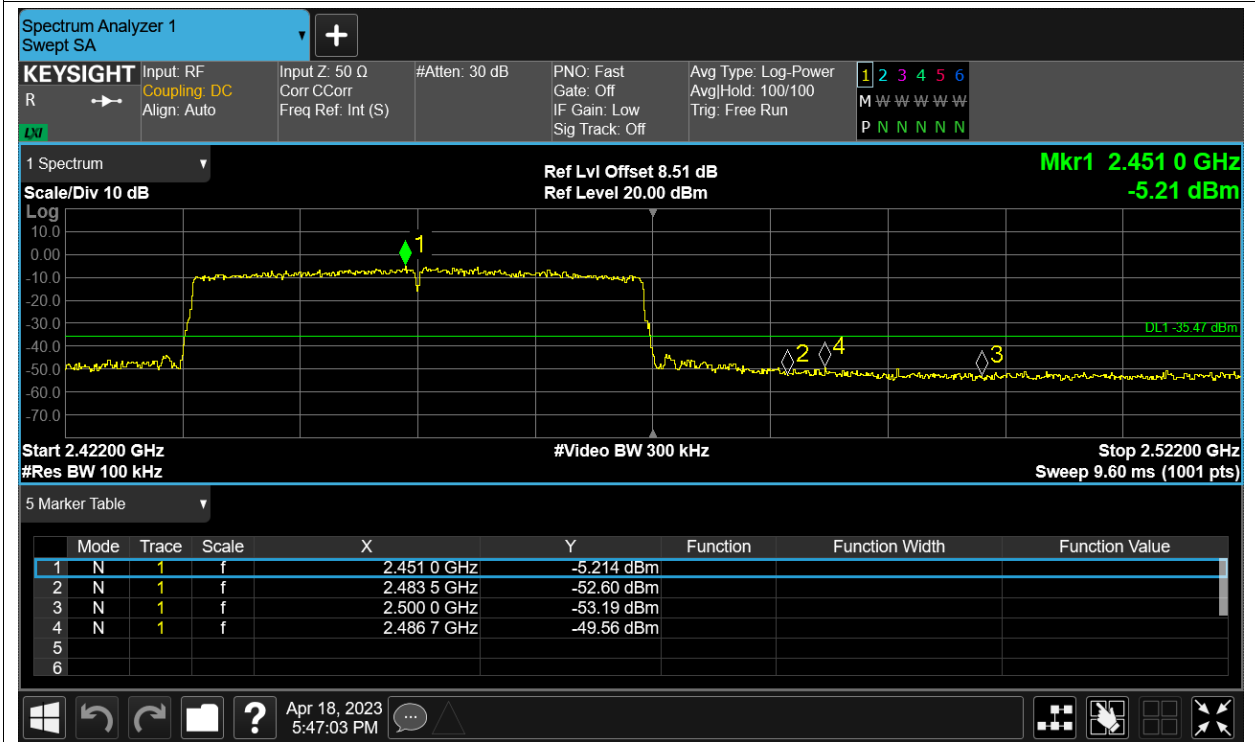 Spectrum Analyzer 1
Swept SA
+
KEYSIGHT Input: RF Input Z: 50 Ω #Atten: 30 dB PNO: Fast Avg Type: Log-Power 1 2 3 4 5 6
R Coupling: DC Corr CCorr Gate: Off Avg|Hold: 100/100 M W W W W W
Align: Auto Freq Ref: Int (S) IF Gain: Low Trig: Free Run
LXI Sig Track: Off P N N N N N
1 Spectrum Ref Lvl Offset 8.51 dB Mkr1 2.451 0 GHz
Scale/Div 10 dB Ref Level 20.00 dBm -5.21 dBm
Log
10.0
0.00
-10.0
-20.0
-30.0
-40.0
-50.0
-60.0
-70.0
1
DL1 -35.47 dBm
2 4 3
Start 2.42200 GHz #Video BW 300 kHz Stop 2.52200 GHz
#Res BW 100 kHz Sweep 9.60 ms (1001 pts)
5 Marker Table
Mode Trace Scale X Y Function Function Width Function Value
1 N 1 f 2.451 0 GHz -5.214 dBm
2 N 1 f 2.483 5 GHz -52.60 dBm
3 N 1 f 2.500 0 GHz -53.19 dBm
4 N 1 f 2.486 7 GHz -49.56 dBm
5
6
? Apr 18, 2023
5:47:03 PM